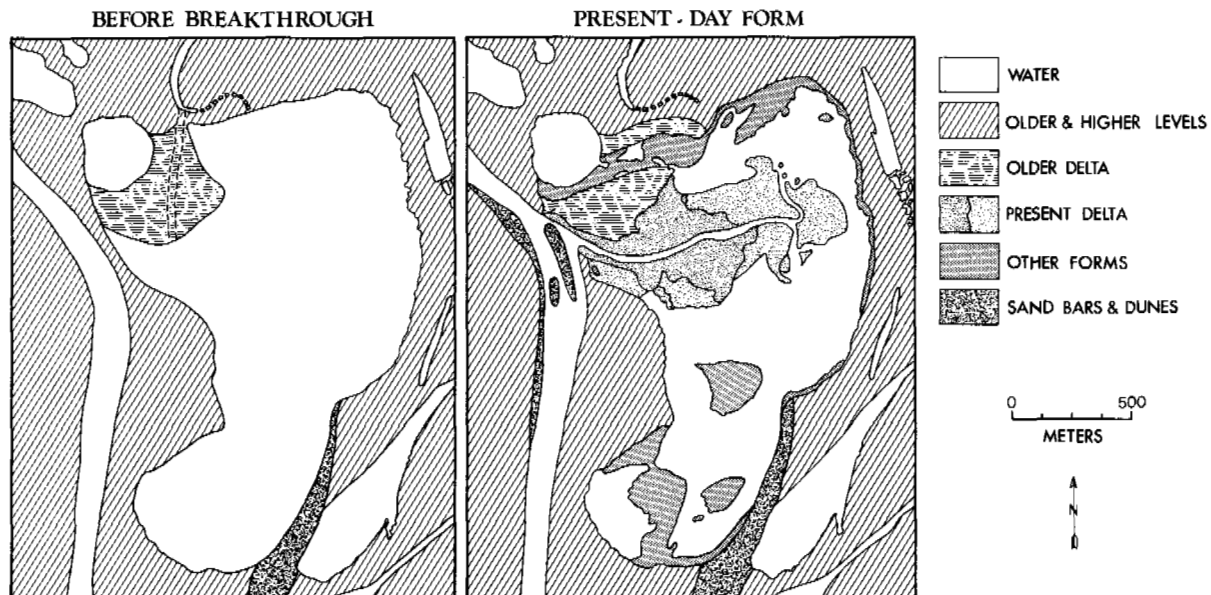 BEFORE BREAKTHROUGH
PRESENT-DAY FORM
WATER
OLDER & HIGHER LEVELS
OLDER DELTA
PRESENT DELTA
OTHER FORMS
SAND BARS & DUNES
0 500
METERS
N